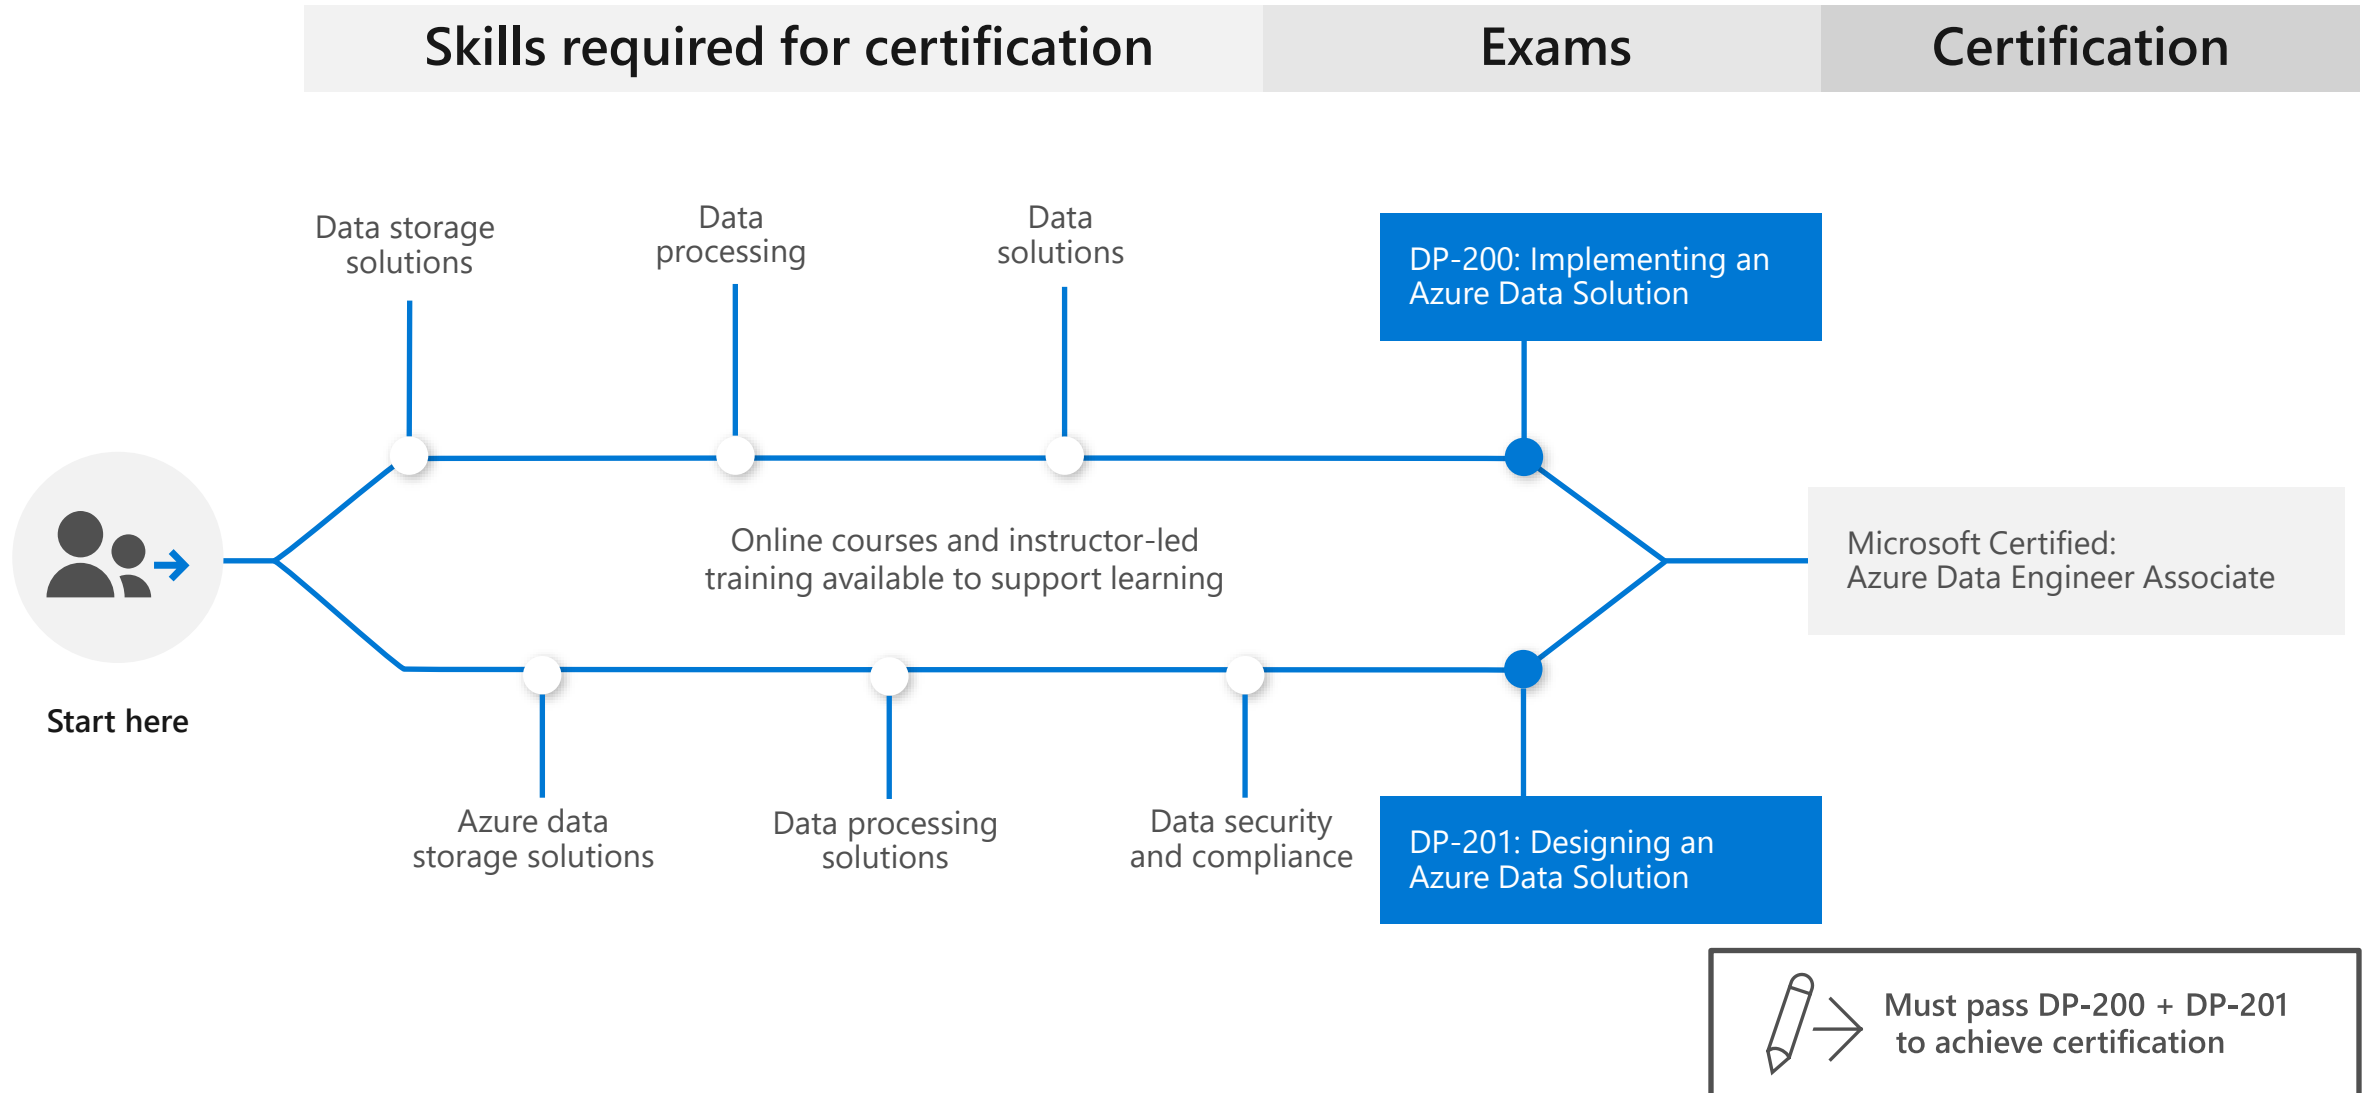 Skills required for certification
Exams
Certification
Data storage
solutions
Data
processing
Data
solutions
DP-200: Implementing an
Azure Data Solution
Online courses and instructor-led
training available to support learning
Microsoft Certified:
Azure Data Engineer Associate
Start here
Azure data
storage solutions
Data processing
solutions
Data security
and compliance
DP-201: Designing an
Azure Data Solution
Must pass DP-200 + DP-201
to achieve certification